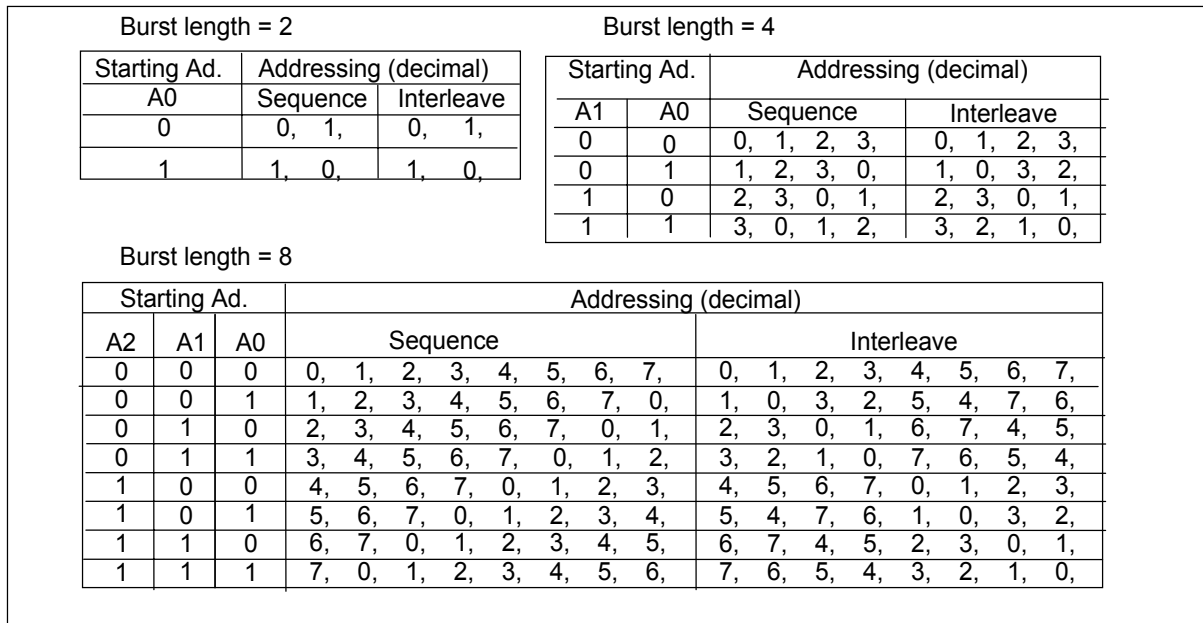 Burst length = 2
Starting Ad. Addressing (decimal)
A0 Sequence Interleave
0 0, 1, 0, 1,
1 1, 0, 1, 0,
Burst length = 4
Starting Ad. Addressing (decimal)
A1 A0 Sequence Interleave
0 0 0, 1, 2, 3, 0, 1, 2, 3,
0 1 1, 2, 3, 0, 1, 0, 3, 2,
1 0 2, 3, 0, 1, 2, 3, 0, 1,
1 1 3, 0, 1, 2, 3, 2, 1, 0,
Burst length = 8
Starting Ad. Addressing (decimal)
A2 A1 A0 Sequence Interleave
0 0 0 0, 1, 2, 3, 4, 5, 6, 7, 0, 1, 2, 3, 4, 5, 6, 7,
0 0 1 1, 2, 3, 4, 5, 6, 7, 0, 1, 0, 3, 2, 5, 4, 7, 6,
0 1 0 2, 3, 4, 5, 6, 7, 0, 1, 2, 3, 0, 1, 6, 7, 4, 5,
0 1 1 3, 4, 5, 6, 7, 0, 1, 2, 3, 2, 1, 0, 7, 6, 5, 4,
1 0 0 4, 5, 6, 7, 0, 1, 2, 3, 4, 5, 6, 7, 0, 1, 2, 3,
1 0 1 5, 6, 7, 0, 1, 2, 3, 4, 5, 4, 7, 6, 1, 0, 3, 2,
1 1 0 6, 7, 0, 1, 2, 3, 4, 5, 6, 7, 4, 5, 2, 3, 0, 1,
1 1 1 7, 0, 1, 2, 3, 4, 5, 6, 7, 6, 5, 4, 3, 2, 1, 0,